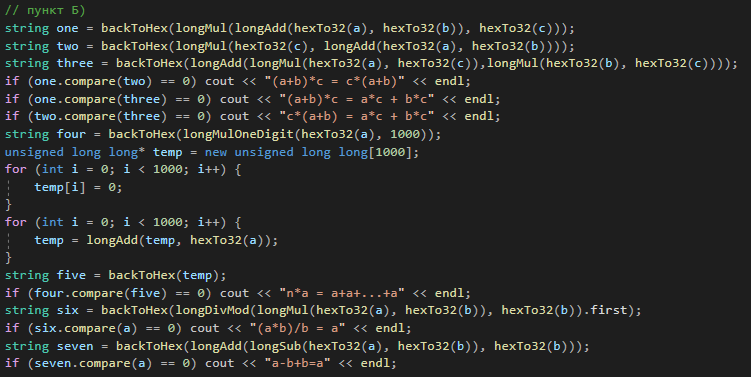 // пункт Б)
string one = backToHex(longMul(longAdd(hexTo32(a), hexTo32(b)), hexTo32(c)));
string two = backToHex(longMul(hexTo32(c), longAdd(hexTo32(a), hexTo32(b))));
string three = backToHex(longAdd(longMul(hexTo32(a), hexTo32(c)),longMul(hexTo32(b), hexTo32(c))));
if (one.compare(two) == 0) cout << "(a+b)*c = c*(a+b)" << endl;
if (one.compare(three) == 0) cout << "(a+b)*c = a*c + b*c" << endl;
if (two.compare(three) == 0) cout << "c*(a+b) = a*c + b*c" << endl;
string four = backToHex(longMulOneDigit(hexTo32(a), 1000));
unsigned long long* temp = new unsigned long long[1000];
for (int i = 0; i < 1000; i++) {
    temp[i] = 0;
}
for (int i = 0; i < 1000; i++) {
    temp = longAdd(temp, hexTo32(a));
}
string five = backToHex(temp);
if (four.compare(five) == 0) cout << "n*a = a+a+...+a" << endl;
string six = backToHex(longDivMod(longMul(hexTo32(a), hexTo32(b)), hexTo32(b)).first);
if (six.compare(a) == 0) cout << "(a*b)/b = a" << endl;
string seven = backToHex(longAdd(longSub(hexTo32(a), hexTo32(b)), hexTo32(b)));
if (seven.compare(a) == 0) cout << "a-b+b=a" << endl;